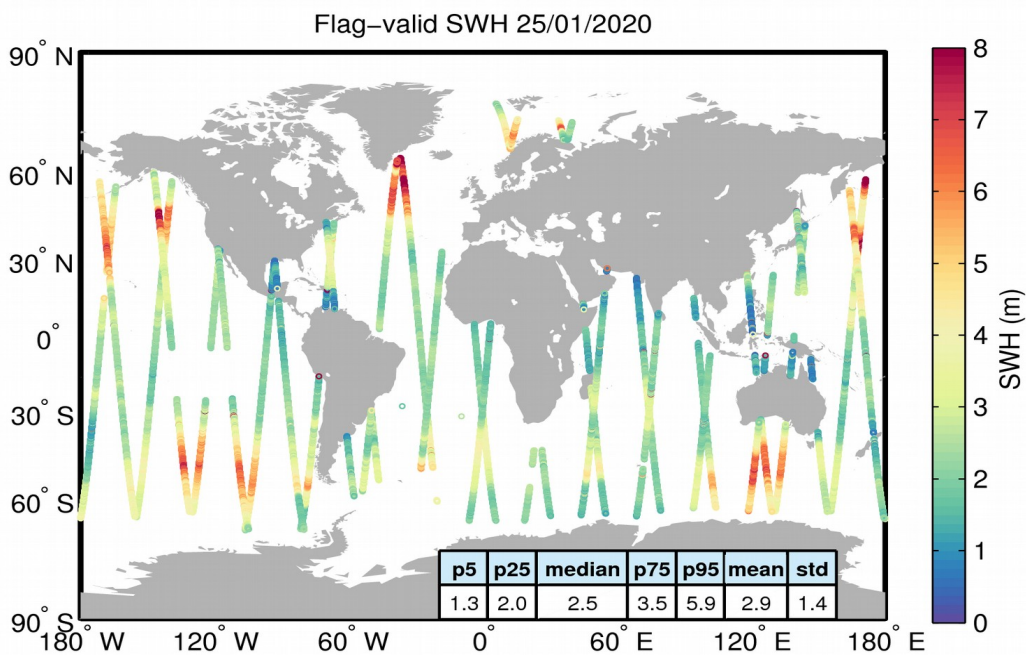 Flag−valid SWH 25/01/2020
90° N
60° N
30° N
0°
30° S
60° S
90° S
180° W
120° W
60° W
0°
60° E
120° E
180° E
p5 p25 median p75 p95 mean std
1.3 2.0 2.5 3.5 5.9 2.9 1.4
8
7
6
5
4
3
2
1
0
SWH (m)